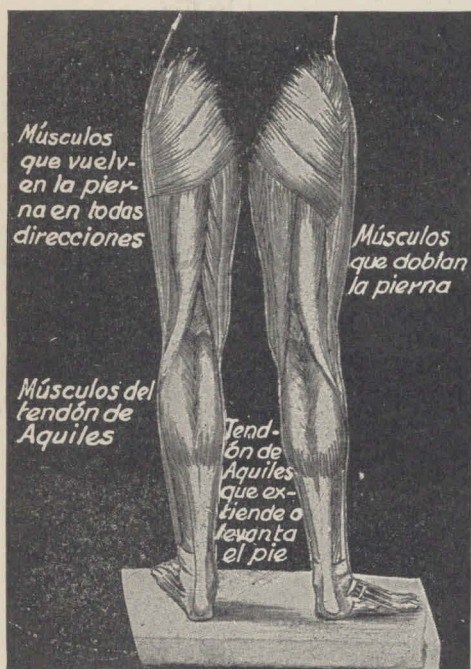 Músculos
que vuelv-
en la pier-
na en todas
direcciones
Músculos
que doblan
la pierna
Músculos del
tendón de
Aquiles
Tend-
ón de
Aquiles
que ex-
tiende o
levanta
el pie